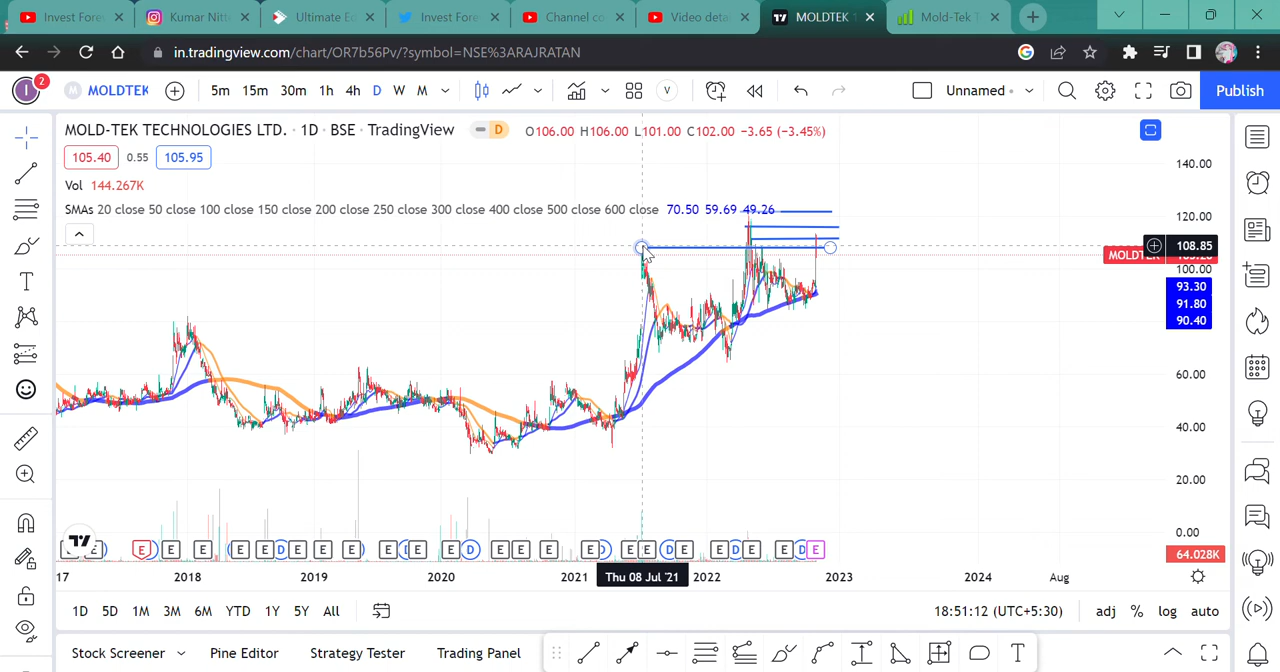 Invest Fore
Kumar Nitt
Ultimate Ec
Invest Fore
Channel co
Video detai
MOLDTEK
Mold-Tek T
in.tradingview.com/chart/OR7b56Pv/?symbol=NSE%3ARAJRATAN
I 2 M MOLDTEK 5m 15m 30m 1h 4h D W M V Unnamed Publish
MOLD-TEK TECHNOLOGIES LTD. · 1D · BSE · TradingView D O106.00 H106.00 L101.00 C102.00 −3.65 (−3.45%)
105.40 0.55 105.95
Vol 144.267K
SMAs 20 close 50 close 100 close 150 close 200 close 250 close 300 close 400 close 500 close 600 close 70.50 59.69 49.26
140.00
120.00
108.85
100.00
93.30
91.80
90.40
60.00
40.00
20.00
0.00
64.028K
E E E E E D E E E D E E D E E E D E E D E E D E E D E
17 2018 2019 2020 2021 Thu 08 Jul '21 2022 2023 2024 Aug
1D 5D 1M 3M 6M YTD 1Y 5Y All 18:51:12 (UTC+5:30) adj % log auto
Stock Screener Pine Editor Strategy Tester Trading Panel